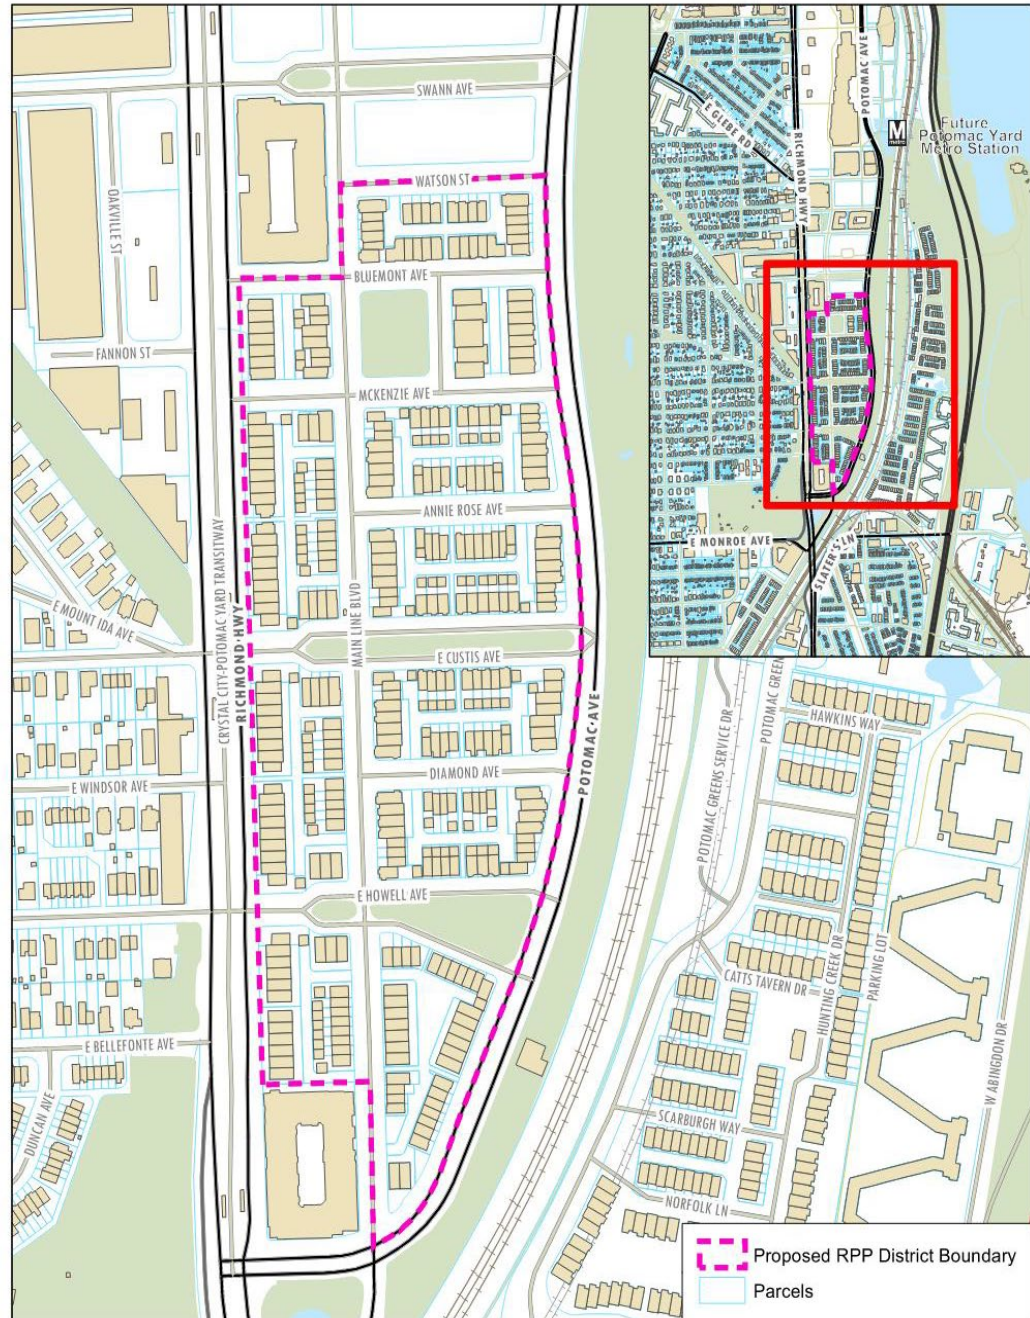 SWANN AVE
WATSON ST
OAKVILLE ST
BLUEMONT AVE
FANNON ST
MCKENZIE AVE
ANNIE ROSE AVE
MAIN LINE BLVD
CRYSTAL CITY-POTOMAC YARD TRANSITWAY
RICHMOND HWY
E MOUNT IDA AVE
E CUSTIS AVE
POTOMAC AVE
E WINDSOR AVE
DIAMOND AVE
E HOWELL AVE
E BELLEFONTE AVE
DUNCAN AVE
POTOMAC AVE
E GLEBE RD
RICHMOND HWY
M
metro
Future
Potomac Yard
Metro Station
E MONROE AVE
SLATER'S LN
POTOMAC GREENS SERVICE DR
POTOMAC GREEN
HAWKINS WAY
CATTS TAVERN DR
HUNTING CREEK DR
PARKING LOT
W ABINGDON DR
SCARBURGH WAY
NORFOLK LN
Proposed RPP District Boundary
Parcels